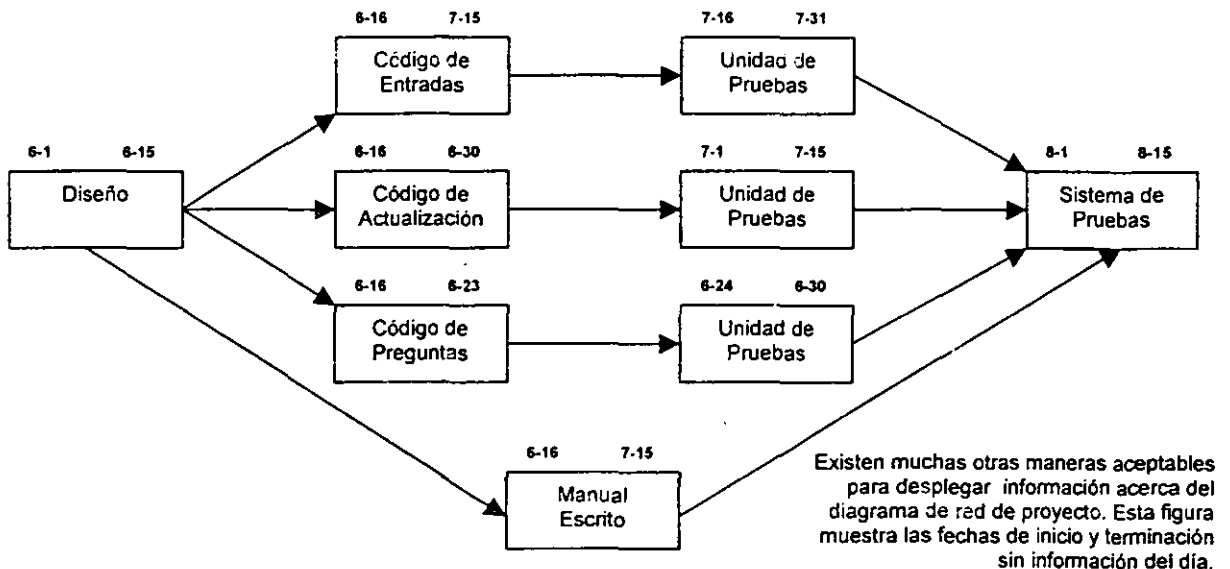 6-16 7-15
Código de
Entradas
7-16 7-31
Unidad de
Pruebas
6-1 6-15
Diseño
6-16 6-30
Código de
Actualización
7-1 7-15
Unidad de
Pruebas
8-1 8-15
Sistema de
Pruebas
6-16 6-23
Código de
Preguntas
6-24 6-30
Unidad de
Pruebas
6-16 7-15
Manual
Escrito
Existen muchas otras maneras aceptables
para desplegar información acerca del
diagrama de red de proyecto. Esta figura
muestra las fechas de inicio y terminación
sin información del día.